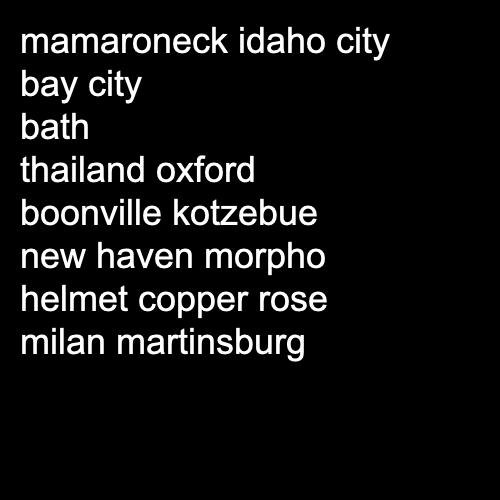 mamaroneck idaho city
bay city
bath
thailand oxford
boonville kotzebue
new haven morpho
helmet copper rose
milan martinsburg